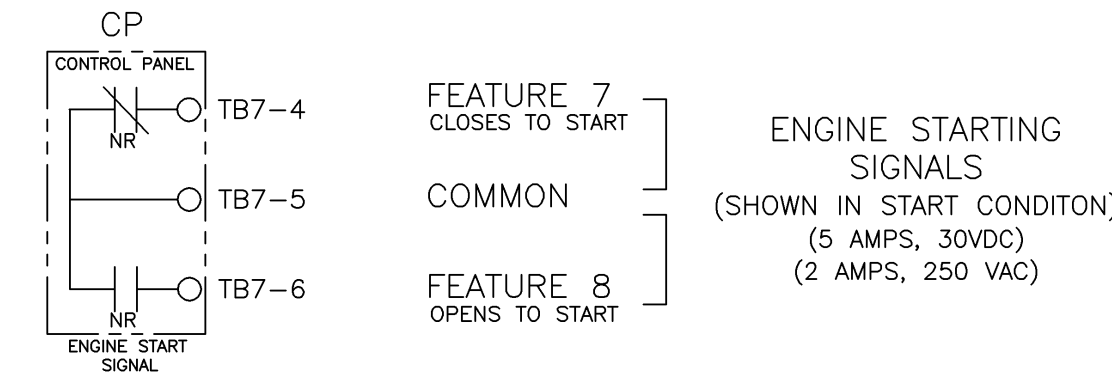 CP
CONTROL PANEL
NR
TB7-4
TB7-5
NR
TB7-6
ENGINE START
SIGNAL
FEATURE 7
CLOSES TO START
COMMON
FEATURE 8
OPENS TO START
ENGINE STARTING
SIGNALS
(SHOWN IN START CONDITON)
(5 AMPS, 30VDC)
(2 AMPS, 250 VAC)